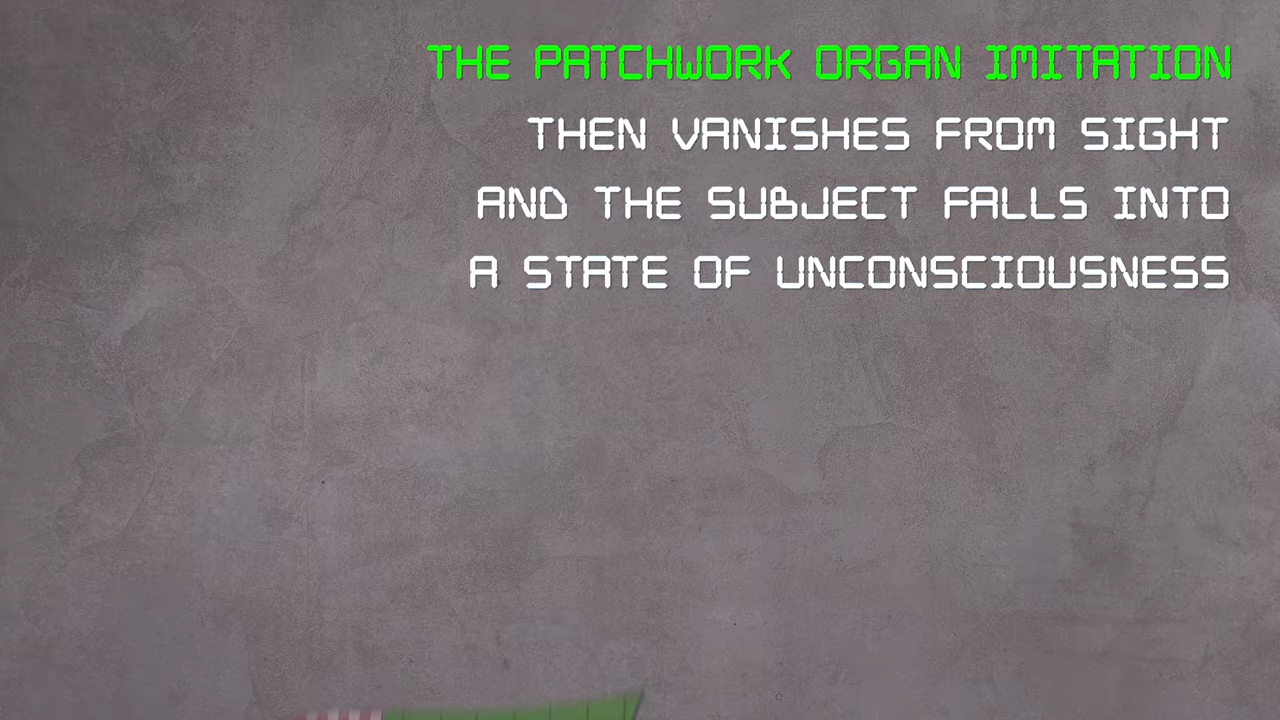 THE PATCHWORK ORGAN IMITATION
THEN VANISHES FROM SIGHT
AND THE SUBJECT FALLS INTO
A STATE OF UNCONSCIOUSNESS